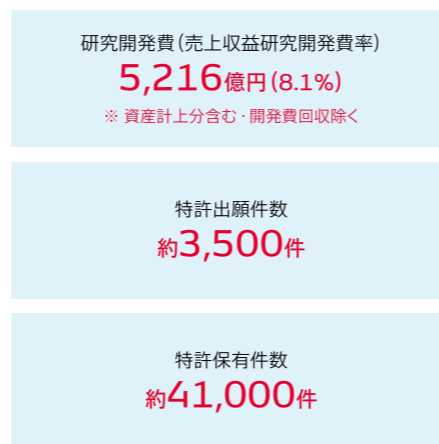 研究開発費(売上収益研究開発費率)
5,216億円(8.1%)
※ 資産計上分含む・開発費回収除く
特許出願件数
約3,500件
特許保有件数
約41,000件